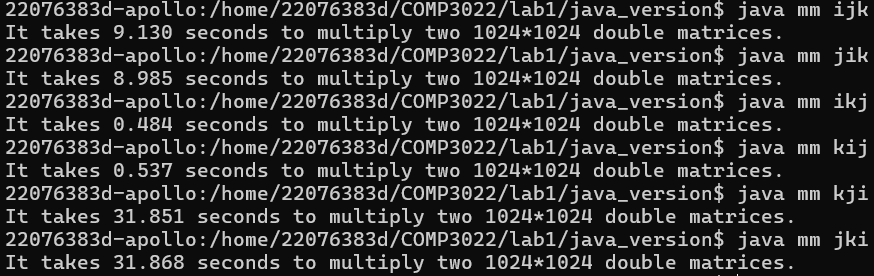 22076383d-apollo:/home/22076383d/COMP3022/lab1/java_version$ java mm ijk
It takes 9.130 seconds to multiply two 1024*1024 double matrices.
22076383d-apollo:/home/22076383d/COMP3022/lab1/java_version$ java mm jik
It takes 8.985 seconds to multiply two 1024*1024 double matrices.
22076383d-apollo:/home/22076383d/COMP3022/lab1/java_version$ java mm ikj
It takes 0.484 seconds to multiply two 1024*1024 double matrices.
22076383d-apollo:/home/22076383d/COMP3022/lab1/java_version$ java mm kij
It takes 0.537 seconds to multiply two 1024*1024 double matrices.
22076383d-apollo:/home/22076383d/COMP3022/lab1/java_version$ java mm kji
It takes 31.851 seconds to multiply two 1024*1024 double matrices.
22076383d-apollo:/home/22076383d/COMP3022/lab1/java_version$ java mm jki
It takes 31.868 seconds to multiply two 1024*1024 double matrices.